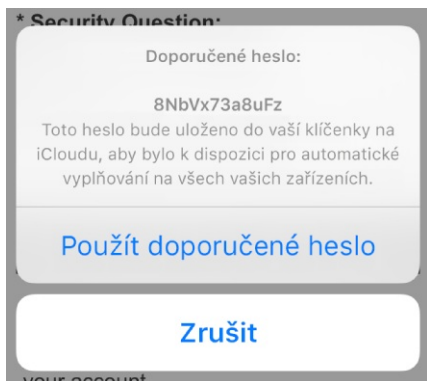 * Security Question:
Doporučené heslo:
8NbVx73a8uFz
Toto heslo bude uloženo do vaší klíčenky na
iCloudu, aby bylo k dispozici pro automatické
vyplňování na všech vašich zařízeních.
Použít doporučené heslo
Zrušit
your account